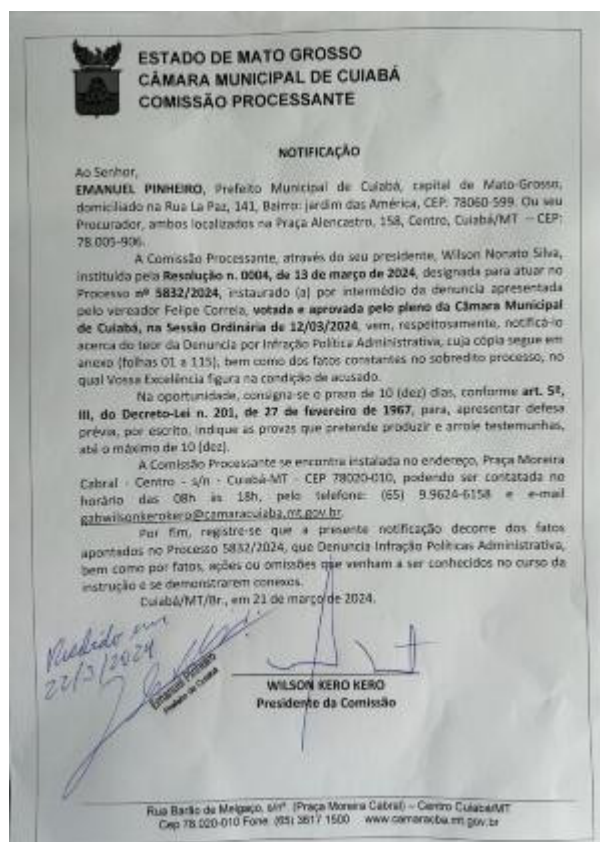 ESTADO DE MATO GROSSO
CÂMARA MUNICIPAL DE CUIABÁ
COMISSÃO PROCESSANTE
NOTIFICAÇÃO
Ao Senhor,
EMANUEL PINHEIRO, Prefeito Municipal de Cuiabá, capital de Mato-Grosso,
domiciliado na Rua La Paz, 141, Bairro: jardim das América, CEP: 78060-599. Ou seu
Procurador, ambos localizados na Praça Alencastro, 158, Centro, Cuiabá/MT – CEP:
78.005-906.
A Comissão Processante, através do seu presidente, Wilson Nonato Silva,
instituída pela Resolução n. 0004, de 13 de março de 2024, designada para atuar no
Processo nº 5832/2024, instaurado (a) por intermédio da denuncia apresentada
pelo vereador Felipe Correia, votada e aprovada pelo pleno da Câmara Municipal
de Cuiabá, na Sessão Ordinária de 12/03/2024, vem, respeitosamente, notificá-lo
acerca do teor da Denuncia por Infração Política Administrativa, cuja cópia segue em
anexo (folhas 01 a 115), bem como dos fatos constantes no sobredito processo, no
qual Vossa Excelência figura na condição de acusado.
Na oportunidade, consigna-se o prazo de 10 (dez) dias, conforme art. 5º,
III, do Decreto-Lei n. 201, de 27 de fevereiro de 1967, para, apresentar defesa
prévia, por escrito, indique as provas que pretende produzir e arrole testemunhas,
até o máximo de 10 (dez).
A Comissão Processante se encontra instalada no endereço, Praça Moreira
Cabral - Centro - s/n - Cuiabá-MT - CEP 78020-010, podendo ser contatada no
horário das 08h às 18h, pelo telefone: (65) 9.9624-6158 e e-mail
gabwilsonkerokero@camaracuiaba.mt.gov.br.
Por fim, registre-se que a presente notificação decorre dos fatos
apontados no Processo 5832/2024, que Denuncia Infração Políticas Administrativa,
bem como por fatos, ações ou omissões que venham a ser conhecidos no curso da
instrução e se demonstrarem conexos.
Cuiabá/MT/Br., em 21 de março de 2024.
22/3/2024
Emanuel Pinheiro
Prefeito de Cuiabá
WILSON KERO KERO
Presidente da Comissão
Rua Barão de Melgaço, s/nº. (Praça Moreira Cabral) – Centro Cuiabá/MT
Cep 78.020-010 Fone (65) 3617 1500 www.camaracba.mt.gov.br